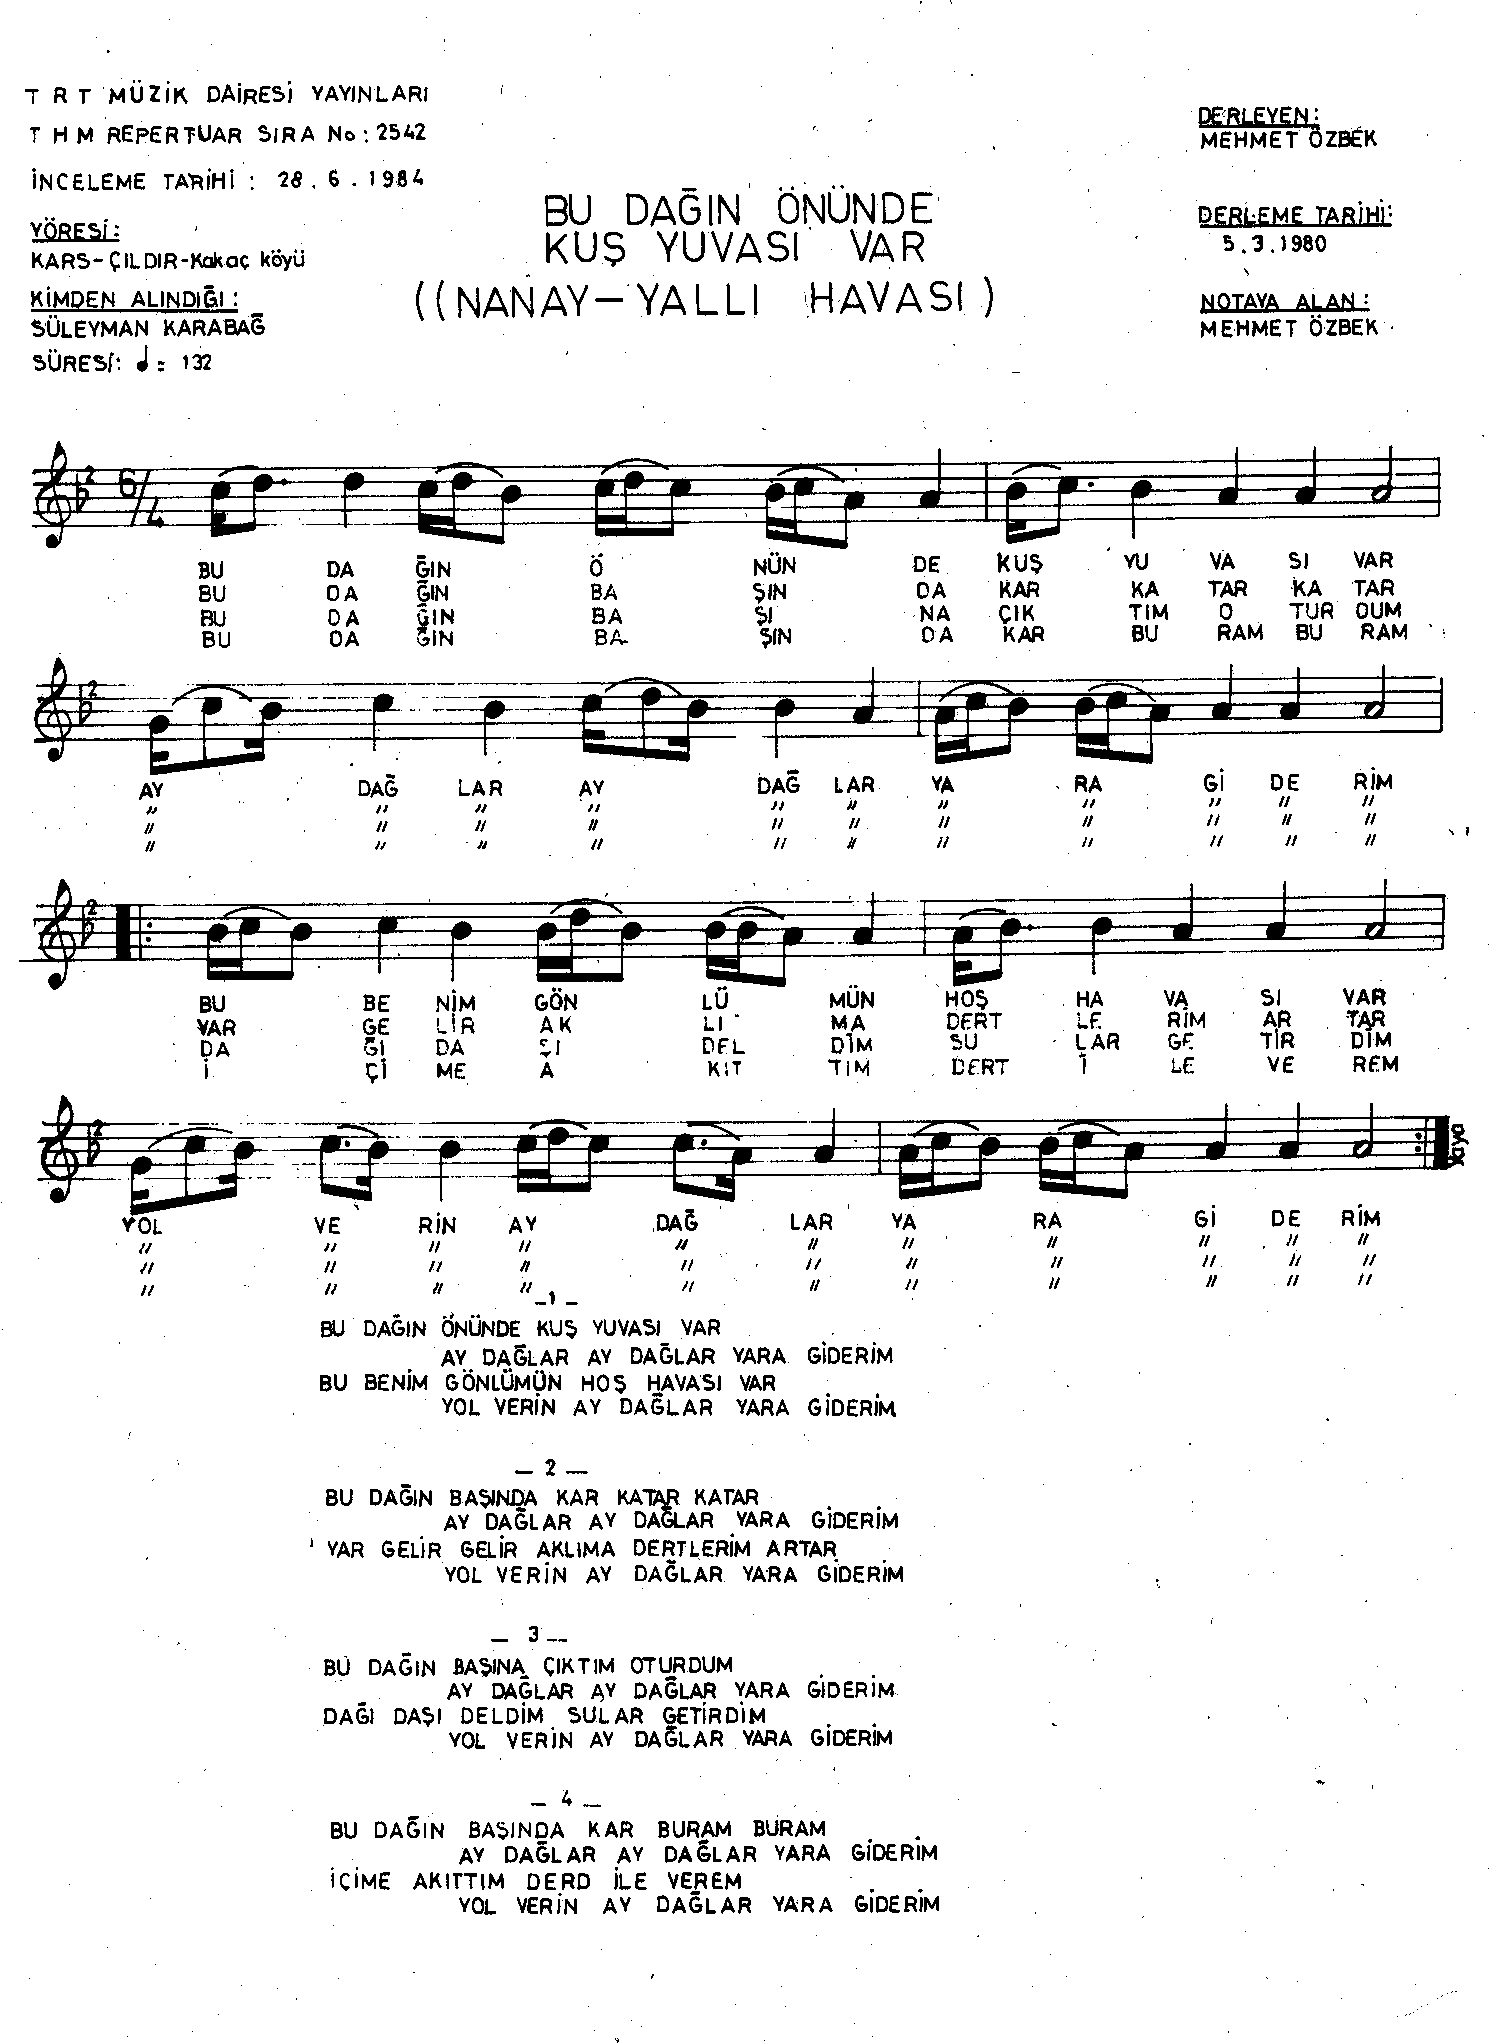 TRT MÜZİK DAİRESİ YAYINLARI
THM REPERTUAR SIRA No: 2542
İNCELEME TARİHİ : 28.6.1984
YÖRESİ:
KARS-ÇILDIR-Kakaç köyü
KİMDEN ALINDIĞI:
SÜLEYMAN KARABAĞ
SÜRESİ: ♩ = 132
BU DAĞIN ÖNÜNDE
KUŞ YUVASI VAR
((NANAY-YALLI HAVASI)
DERLEYEN:
MEHMET ÖZBEK
DERLEME TARİHİ:
5.3.1980
NOTAYA ALAN:
MEHMET ÖZBEK
2 6/4
BU DA ĞIN Ö NÜN DE KUŞ YU VA SI VAR
BU DA ĞIN BA ŞIN DA KAR KA TAR KA TAR
BU DA ĞIN BA ŞI NA ÇIK TIM O TUR DUM
BU DA ĞIN BA ŞIN DA KAR BU RAM BU RAM
2
AY DAĞ LAR AY DAĞ LAR YA RA Gİ DE RİM
" " " " " " " " " " "
" " " " " " " " " " "
" " " " " " " " " " "
2
BU BE NİM GÖN LÜ MÜN HOŞ HA VA SI VAR
YAR GE LİR AK LI MA DERT LE RİM AR TAR
DA ĞI DA ŞI DEL DİM SU LAR GE TİR DİM
İ Çİ ME A KIT TIM DERT İ LE VE REM
2
YOL VE RİN AY DAĞ LAR YA RA Gİ DE RİM
" " " " " " " " " " "
" " " " " " " " " " "
" " " " " " " " " " "
Yaya
-1-
BU DAĞIN ÖNÜNDE KUŞ YUVASI VAR
AY DAĞLAR AY DAĞLAR YARA GİDERİM
BU BENİM GÖNLÜMÜN HOŞ HAVASI VAR
YOL VERİN AY DAĞLAR YARA GİDERİM
-2-
BU DAĞIN BAŞINDA KAR KATAR KATAR
AY DAĞLAR AY DAĞLAR YARA GİDERİM
YAR GELİR GELİR AKLIMA DERTLERİM ARTAR
YOL VERİN AY DAĞLAR YARA GİDERİM
-3-
BU DAĞIN BAŞINA ÇIKTIM OTURDUM
AY DAĞLAR AY DAĞLAR YARA GİDERİM
DAĞI DAŞI DELDİM SULAR GETİRDİM
YOL VERİN AY DAĞLAR YARA GİDERİM
-4-
BU DAĞIN BAŞINDA KAR BURAM BURAM
AY DAĞLAR AY DAĞLAR YARA GİDERİM
İÇİME AKITTIM DERD İLE VEREM
YOL VERİN AY DAĞLAR YARA GİDERİM